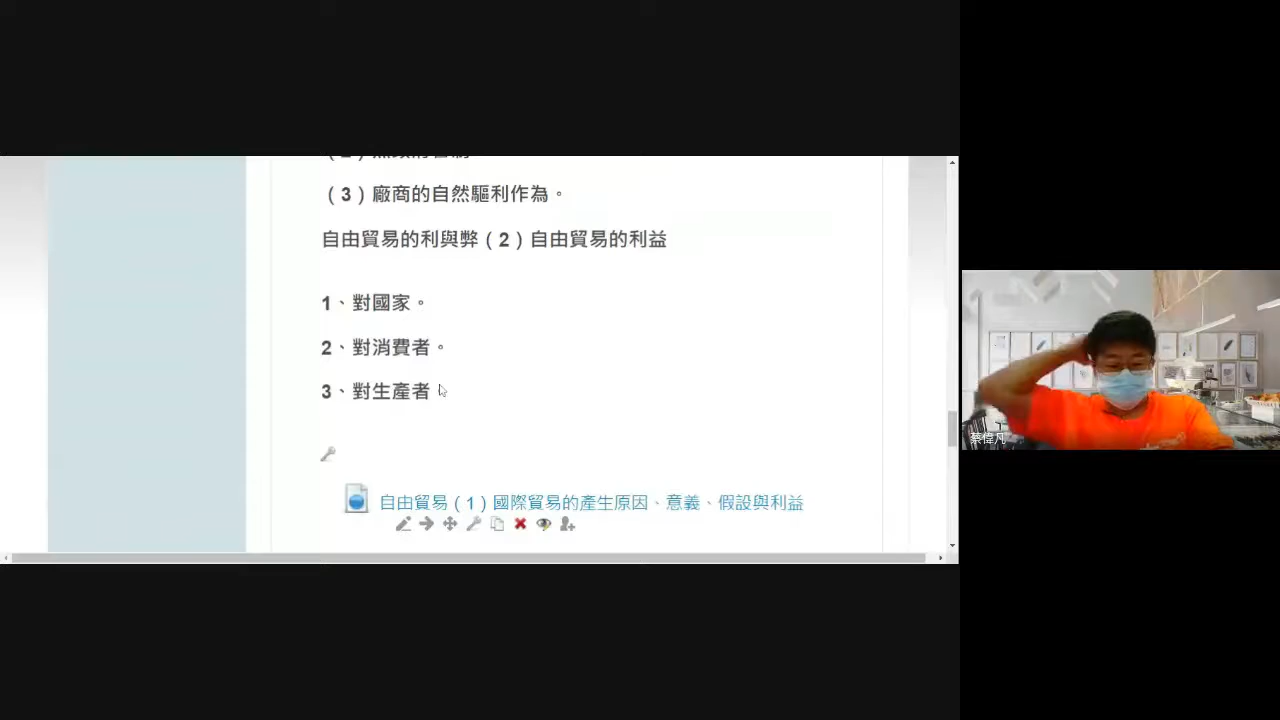 (3)廠商的自然驅利作為。
自由貿易的利與弊(2)自由貿易的利益
1、對國家。
2、對消費者。
3、對生產者
自由貿易(1)國際貿易的產生原因、意義、假設與利益
蔡偉凡